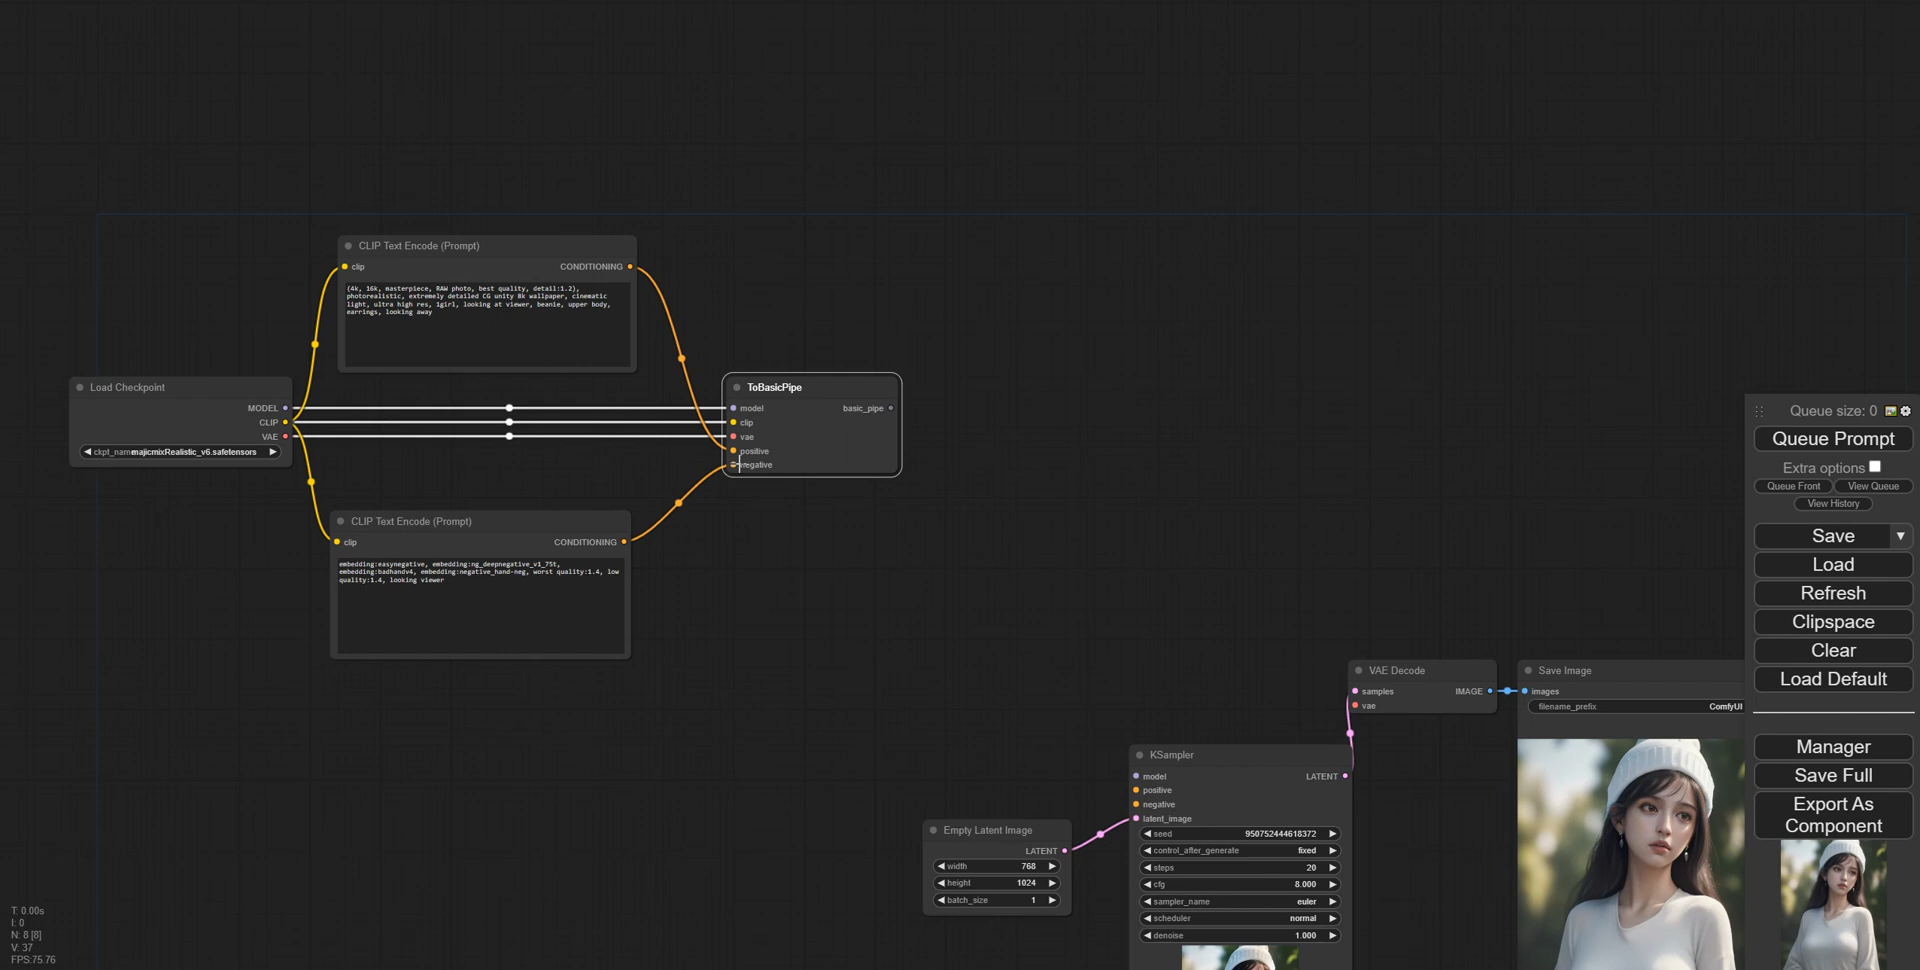 CLIP Text Encode (Prompt)
clip
CONDITIONING
(4k, 16k, masterpiece, RAW photo, best quality, detail:1.2),
photorealistic, extremely detailed CG unity 8k wallpaper, cinematic
light, ultra high res, 1girl, looking at viewer, beanie, upper body,
earrings, looking away
Load Checkpoint
MODEL
CLIP
VAE
ckpt_name majicmixRealistic_v6.safetensors
ToBasicPipe
model
basic_pipe
clip
vae
positive
negative
CLIP Text Encode (Prompt)
clip
CONDITIONING
embedding:easynegative, embedding:ng_deepnegative_v1_75t,
embedding:badhandv4, embedding:negative_hand-neg, worst quality:1.4, low
quality:1.4, looking viewer
Empty Latent Image
LATENT
width 768
height 1024
batch_size 1
KSampler
model
LATENT
positive
negative
latent_image
seed 950752444618372
control_after_generate fixed
steps 20
cfg 8.000
sampler_name euler
scheduler normal
denoise 1.000
VAE Decode
samples
IMAGE
vae
Save Image
images
filename_prefix ComfyUI
Queue size: 0
Queue Prompt
Extra options
Queue Front
View Queue
View History
Save
Load
Refresh
Clipspace
Clear
Load Default
Manager
Save Full
Export As
Component
T: 0.00s
I: 0
N: 8 [8]
V: 37
FPS:75.76